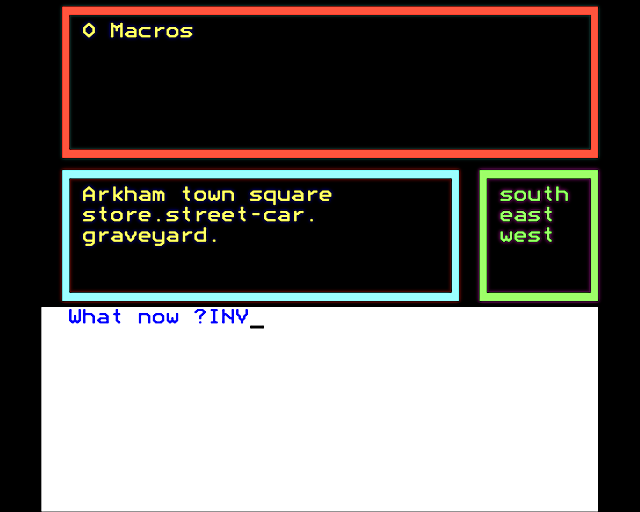 0 Macros
Arkham town square
store.street-car.
graveyard.
south
east
west
What now ?INV_